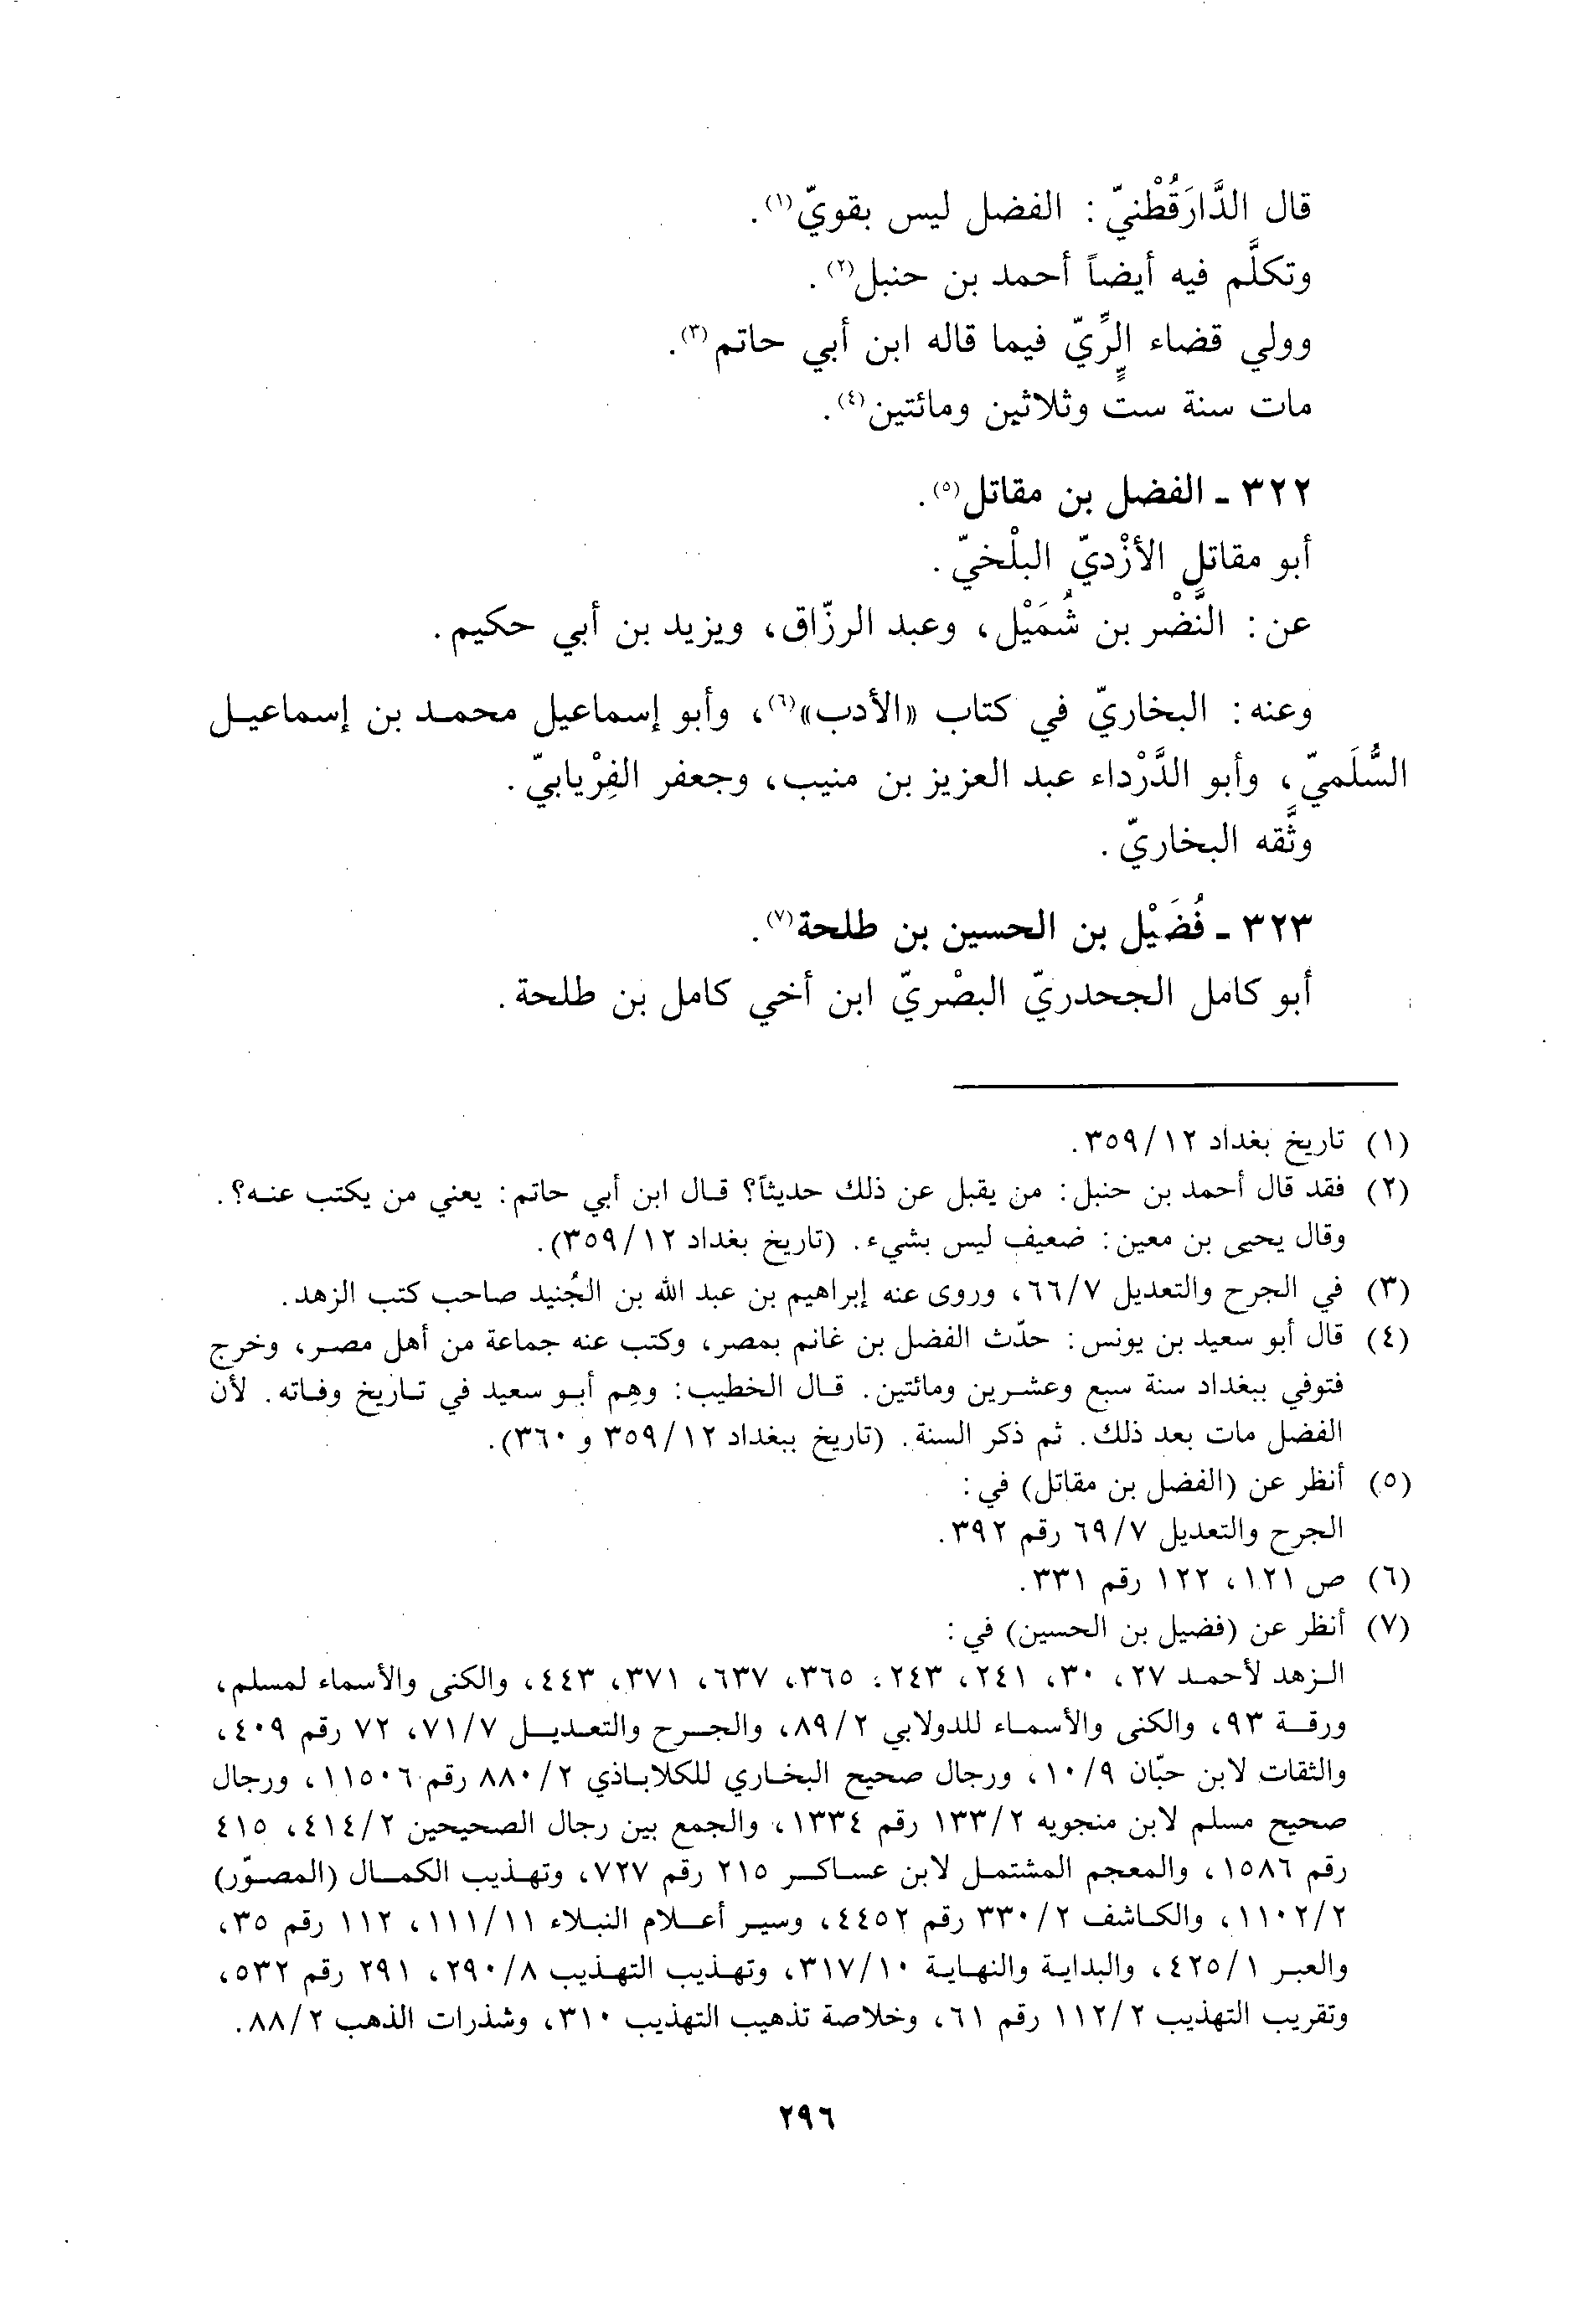 قال الدَّارَقُطْنيّ: الفضل ليس بقويّ(١).
وتكلَّم فيه أيضاً أحمد بن حنبل(٢).
وولي قضاء الرِّيّ فيما قاله ابن أبي حاتم(٣).
مات سنة ستٍّ وثلاثين ومائتين(٤).
٣٢٢ ـ الفضل بن مقاتل(٥).
أبو مقاتل الأزْديّ البلْخيّ.
عن: النَّضْر بن شُمَيْل، وعبد الرزّاق، ويزيد بن أبي حكيم.
وعنه: البخاريّ في كتاب «الأدب»(٦)، وأبو إسماعيل محمد بن إسماعيل
السُّلَميّ، وأبو الدَّرْداء عبد العزيز بن منيب، وجعفر الفِرْيابيّ.
وثَّقه البخاريّ.
٣٢٣ ـ فُضَيْل بن الحسين بن طلحة(٧).
أبو كامل الجحدريّ البصْريّ ابن أخي كامل بن طلحة.
(١) تاريخ بغداد ٣٥٩/١٢.
(٢) فقد قال أحمد بن حنبل: من يقبل عن ذلك حديثاً؟ قال ابن أبي حاتم: يعني من يكتب عنه؟.
وقال يحيى بن معين: ضعيف ليس بشيء. (تاريخ بغداد ٣٥٩/١٢).
(٣) في الجرح والتعديل ٦٦/٧، وروى عنه إبراهيم بن عبد الله بن الجُنيد صاحب كتب الزهد.
(٤) قال أبو سعيد بن يونس: حدّث الفضل بن غانم بمصر، وكتب عنه جماعة من أهل مصر، وخرج
فتوفي ببغداد سنة سبع وعشرين ومائتين. قال الخطيب: وهِم أبو سعيد في تاريخ وفاته. لأن
الفضل مات بعد ذلك. ثم ذكر السنة. (تاريخ ببغداد ٣٥٩/١٢ و ٣٦٠).
(٥) أنظر عن (الفضل بن مقاتل) في:
الجرح والتعديل ٦٩/٧ رقم ٣٩٢.
(٦) ص ١٢١، ١٢٢ رقم ٣٣١.
(٧) أنظر عن (فضيل بن الحسين) في:
الزهد لأحمد ٢٧، ٣٠، ٢٤١، ٢٤٣، ٣٦٥، ٦٣٧، ٣٧١، ٤٤٣، والكنى والأسماء لمسلم،
ورقة ٩٣، والكنى والأسماء للدولابي ٨٩/٢، والجرح والتعديل ٧١/٧، ٧٢ رقم ٤٠٩،
والثقات لابن حبّان ١٠/٩، ورجال صحيح البخاري للكلاباذي ٨٨٠/٢ رقم ١١٥٠٦، ورجال
صحيح مسلم لابن منجويه ١٣٣/٢ رقم ١٣٣٤، والجمع بين رجال الصحيحين ٤١٤/٢، ٤١٥
رقم ١٥٨٦، والمعجم المشتمل لابن عساكر ٢١٥ رقم ٧٢٧، وتهذيب الكمال (المصوّر)
١١٠٢/٢، والكاشف ٣٣٠/٢ رقم ٤٤٥٢، وسير أعلام النبلاء ١١١/١١، ١١٢ رقم ٣٥،
والعبر ٤٢٥/١، والبداية والنهاية ٣١٧/١٠، وتهذيب التهذيب ٢٩٠/٨، ٢٩١ رقم ٥٣٢،
وتقريب التهذيب ١١٢/٢ رقم ٦١، وخلاصة تذهيب التهذيب ٣١٠، وشذرات الذهب ٨٨/٢.
٢٩٦